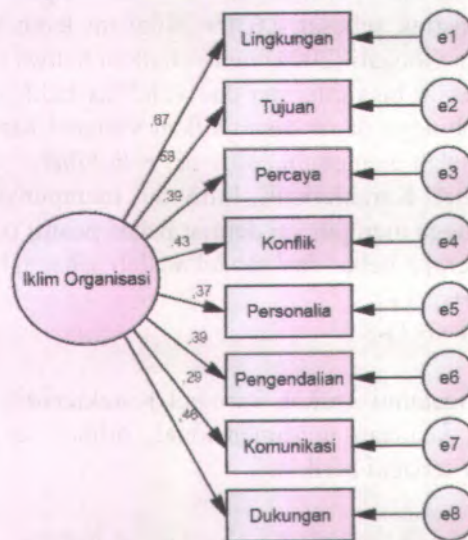 Lingkungan e1
Tujuan e2
,67
,39
Percaya e3
,43
Konflik e4
Iklim Organisasi
,37
Personalia e5
,39
Pengendalian e6
,29
,46
Komunikasi e7
Dukungan e8